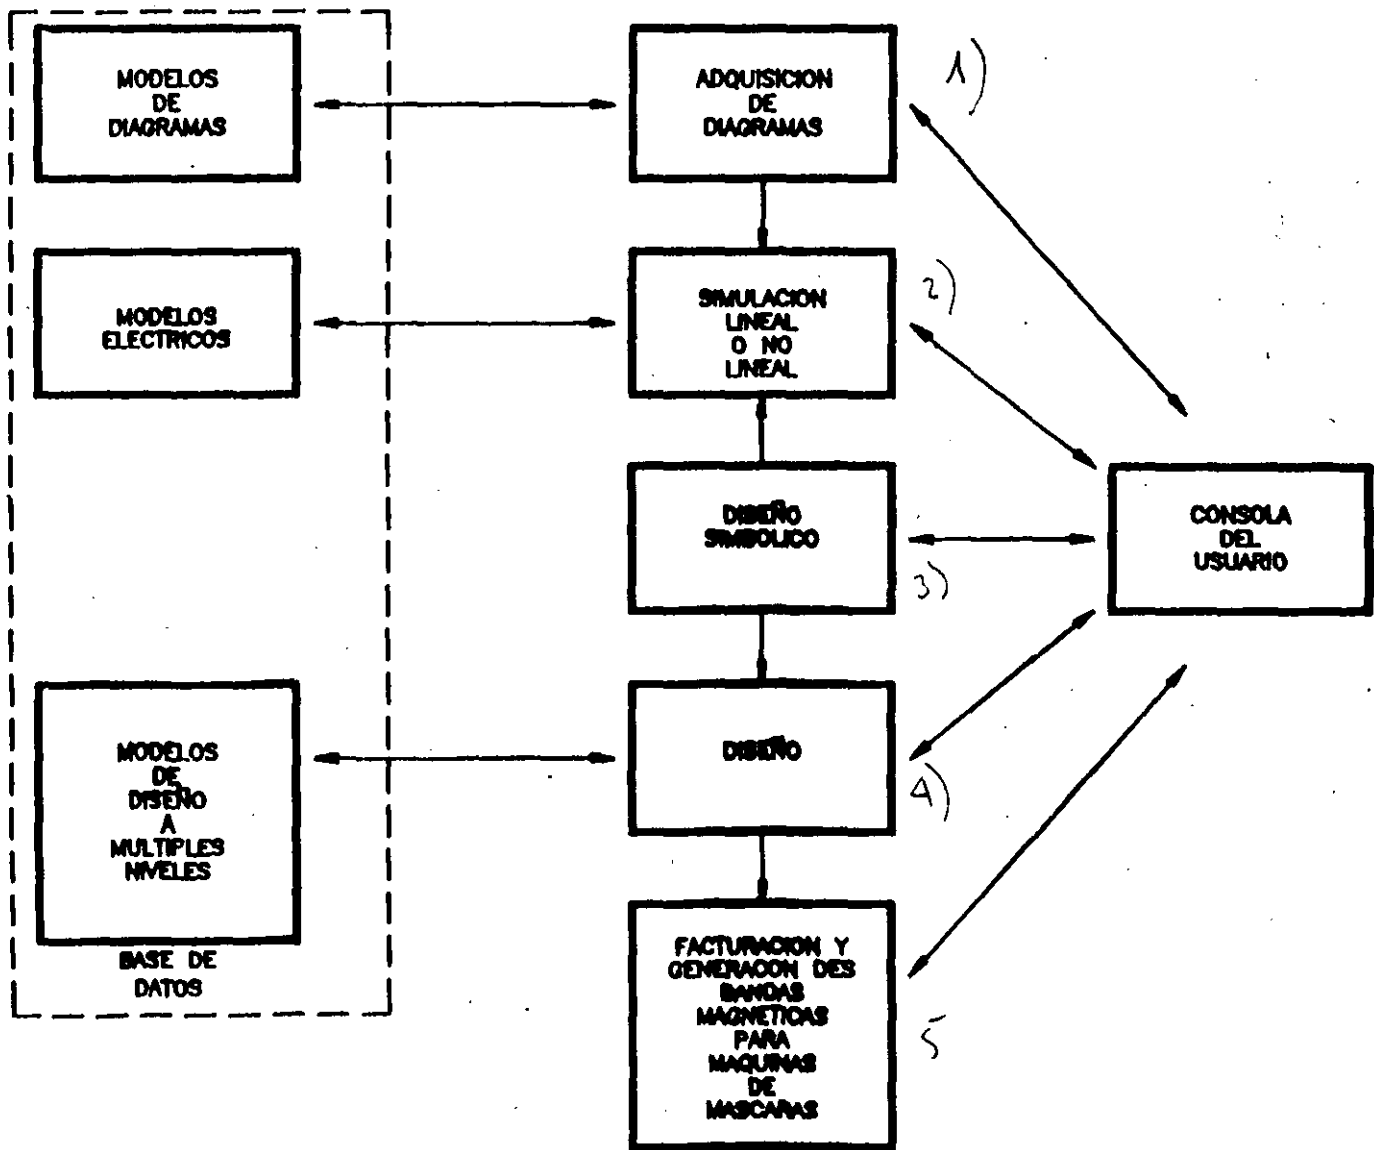 MODELOS
DE
DIAGRAMAS
ADQUISICION
DE
DIAGRAMAS
1)
MODELOS
ELECTRICOS
SIMULACION
LINEAL
O NO
LINEAL
2)
DISEÑO
SIMBOLICO
3)
CONSOLA
DEL
USUARIO
MODELOS
DE
DISEÑO
A
MULTIPLES
NIVELES
BASE DE
DATOS
DISEÑO
4)
FACTURACION Y
GENERACON DES
BANDAS
MAGNETICAS
PARA
MAQUINAS
DE
MASCARAS
5